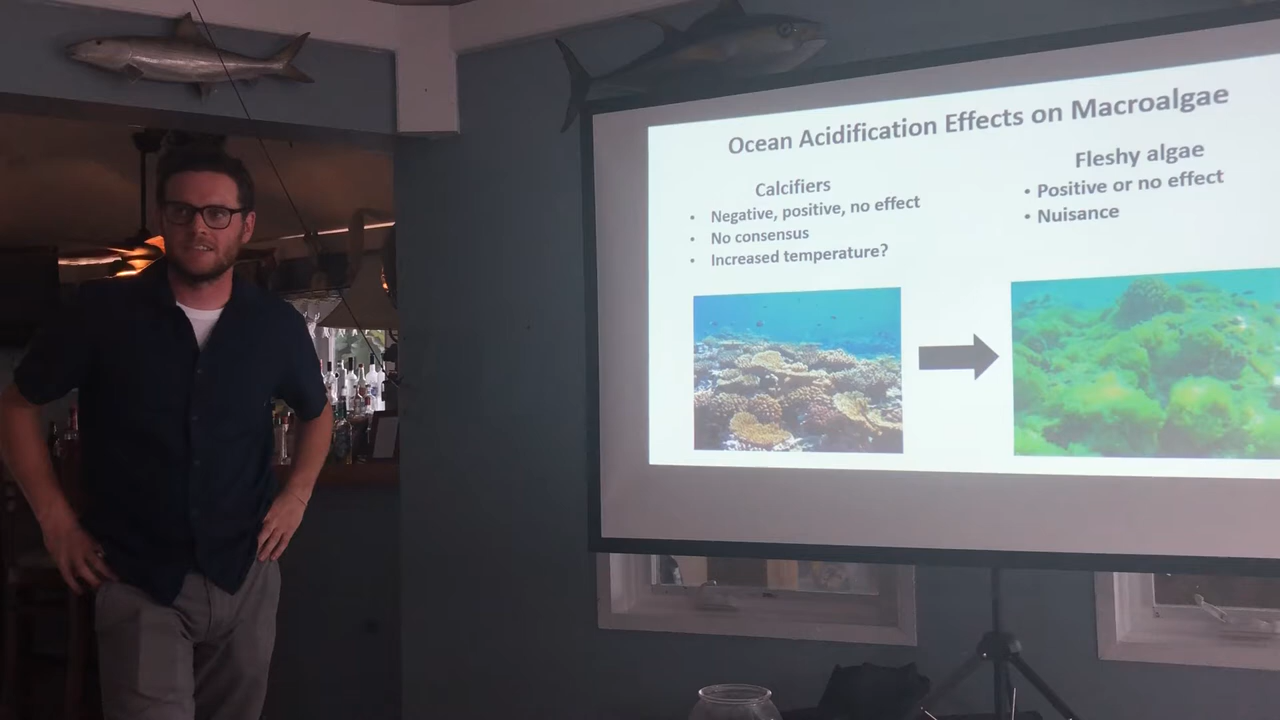 Ocean Acidification Effects on Macroalgae
Calcifiers
• Negative, positive, no effect
• No consensus
• Increased temperature?
Fleshy algae
• Positive or no effect
• Nuisance